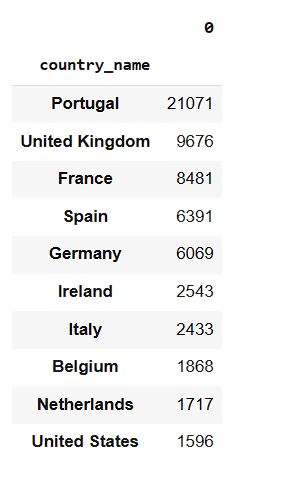 0
country_name
Portugal 21071
United Kingdom 9676
France 8481
Spain 6391
Germany 6069
Ireland 2543
Italy 2433
Belgium 1868
Netherlands 1717
United States 1596